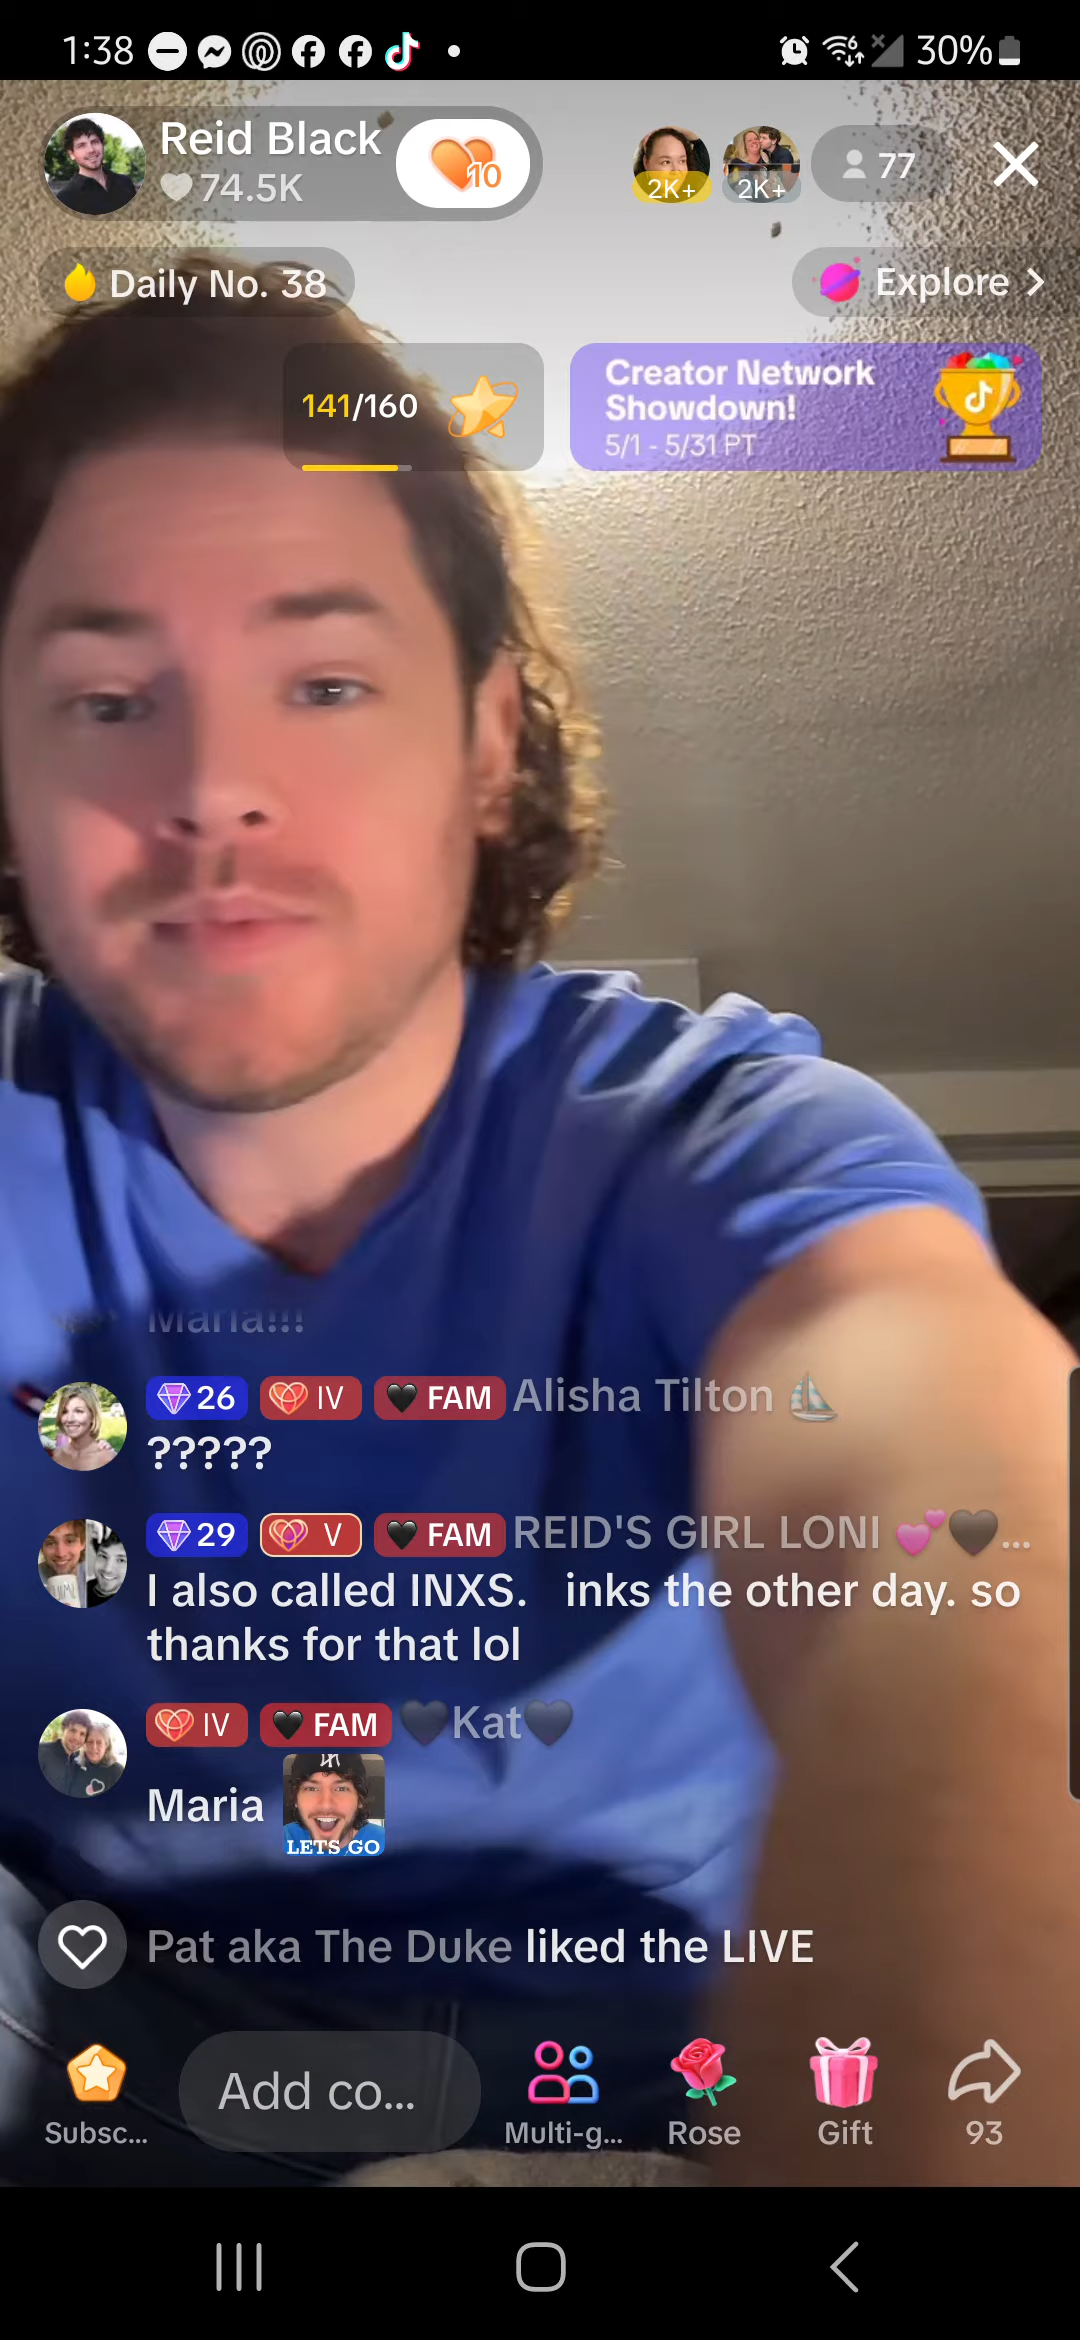 1:38
30%
Reid Black
74.5K
10
2K+
2K+
77
Daily No. 38
Explore
141/160
Creator Network
Showdown!
5/1 - 5/31 PT
Maria!!!
26 IV FAM Alisha Tilton
?????
29 V FAM REID'S GIRL LONI ...
I also called INXS. inks the other day. so
thanks for that lol
IV FAM Kat
Maria
LETS GO
Pat aka The Duke liked the LIVE
Subsc...
Add co...
Multi-g...
Rose
Gift
93